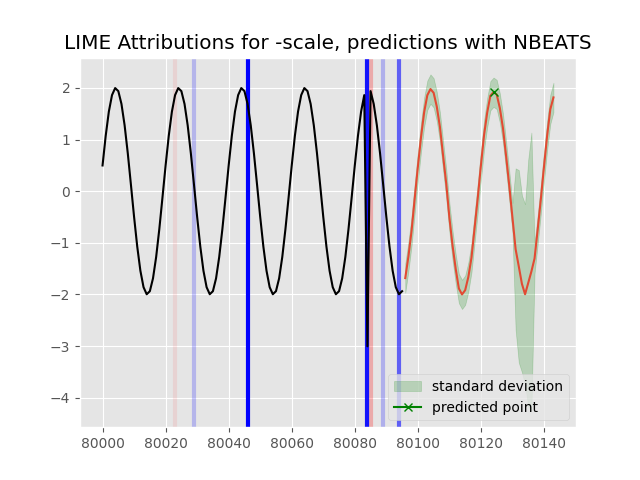 LIME Attributions for -scale, predictions with NBEATS
2
1
0
−1
−2
−3
−4
standard deviation
predicted point
80000 80020 80040 80060 80080 80100 80120 80140